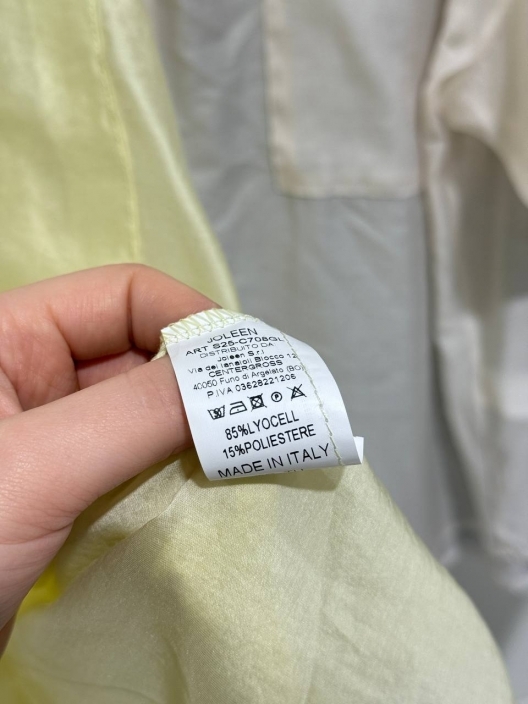 JOLEEN
ART S25-C708GL
DISTRIBUITO DA
Joleen S.r.l
Via dei lanaioli Blocco 12
CENTERGROSS
40050 Funo di Argelato (BO)
P.IVA 03628221206
85%LYOCELL
15%POLIESTERE
MADE IN ITALY